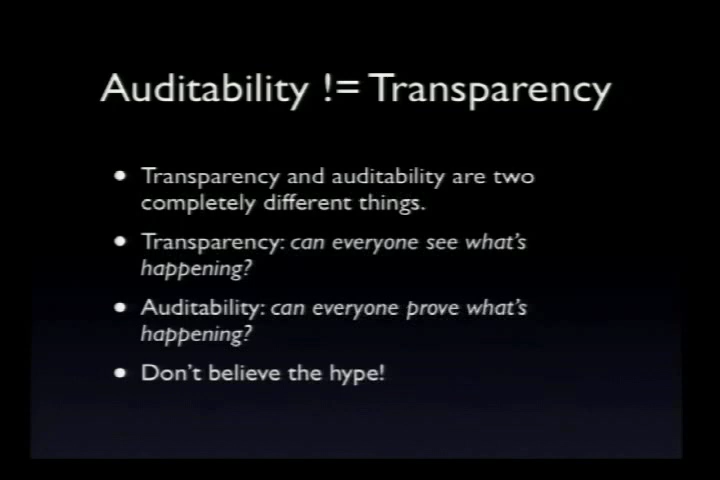 Auditability != Transparency
• Transparency and auditability are two
completely different things.
• Transparency: can everyone see what's
happening?
• Auditability: can everyone prove what's
happening?
• Don't believe the hype!